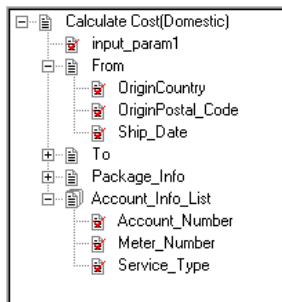 Calculate Cost(Domestic)
input_param1
From
OriginCountry
OriginPostal_Code
Ship_Date
To
Package_Info
Account_Info_List
Account_Number
Meter_Number
Service_Type